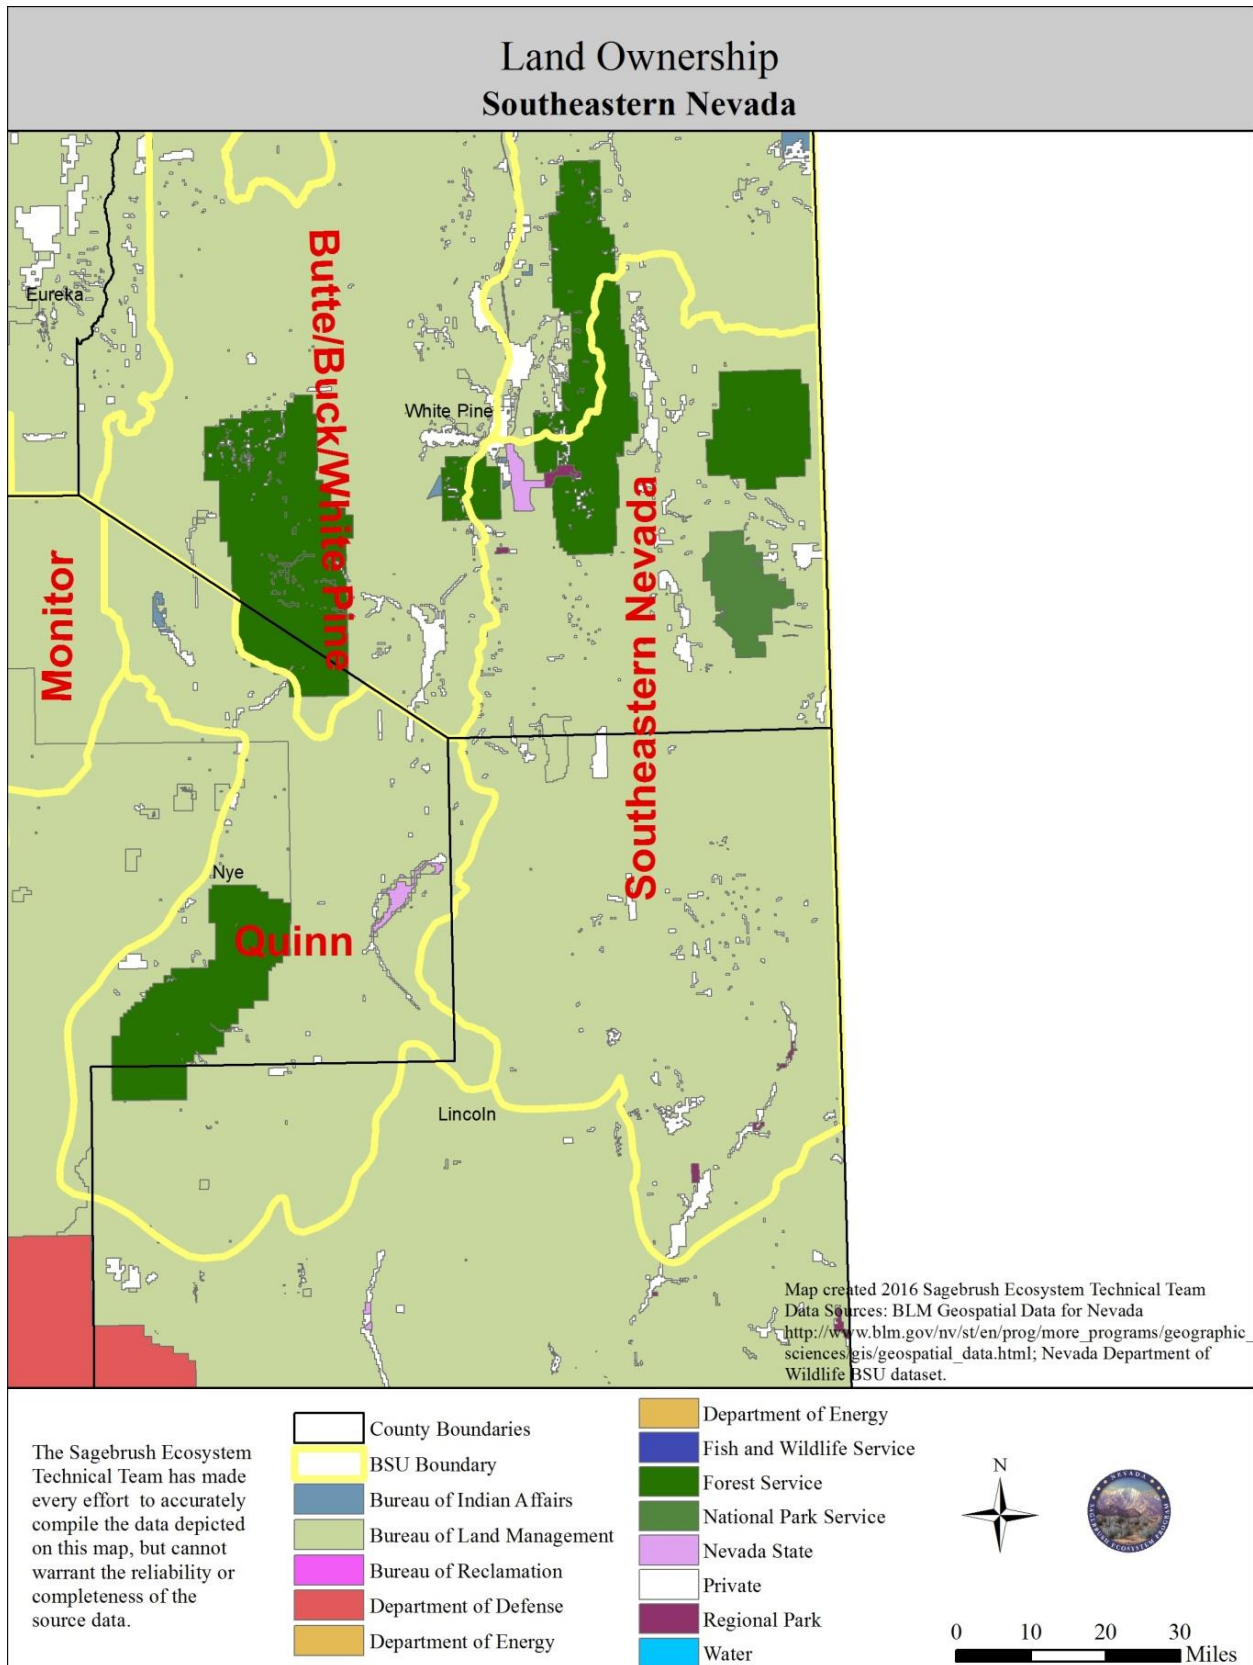 Land Ownership
Southeastern Nevada
Eureka
Butte/Buck/White Pine
White Pine
Monitor
Southeastern Nevada
Nye
Quinn
Lincoln
Map created 2016 Sagebrush Ecosystem Technical Team
Data Sources: BLM Geospatial Data for Nevada
http://www.blm.gov/nv/st/en/prog/more_programs/geographic_
sciences/gis/geospatial_data.html; Nevada Department of
Wildlife BSU dataset.
The Sagebrush Ecosystem
Technical Team has made
every effort to accurately
compile the data depicted
on this map, but cannot
warrant the reliability or
completeness of the
source data.
County Boundaries
BSU Boundary
Bureau of Indian Affairs
Bureau of Land Management
Bureau of Reclamation
Department of Defense
Department of Energy
Department of Energy
Fish and Wildlife Service
Forest Service
National Park Service
Nevada State
Private
Regional Park
Water
N
NEVADA
SAGEBRUSH ECOSYSTEM PROGRAM
0 10 20 30
Miles